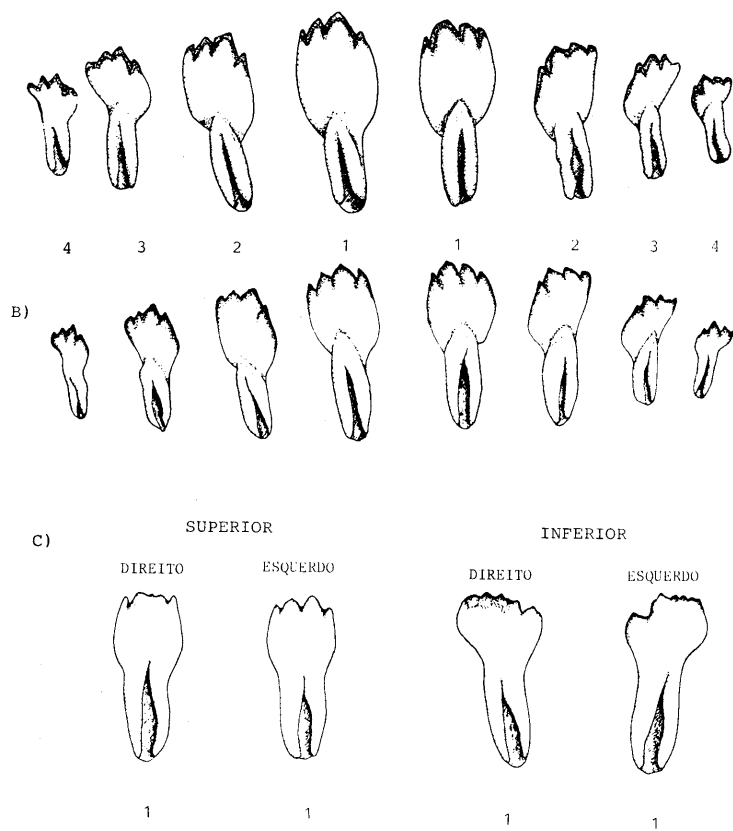 4 3 2 1 1 2 3 4
B)
SUPERIOR INFERIOR
C)
DIREITO ESQUERDO DIREITO ESQUERDO
1 1 1 1